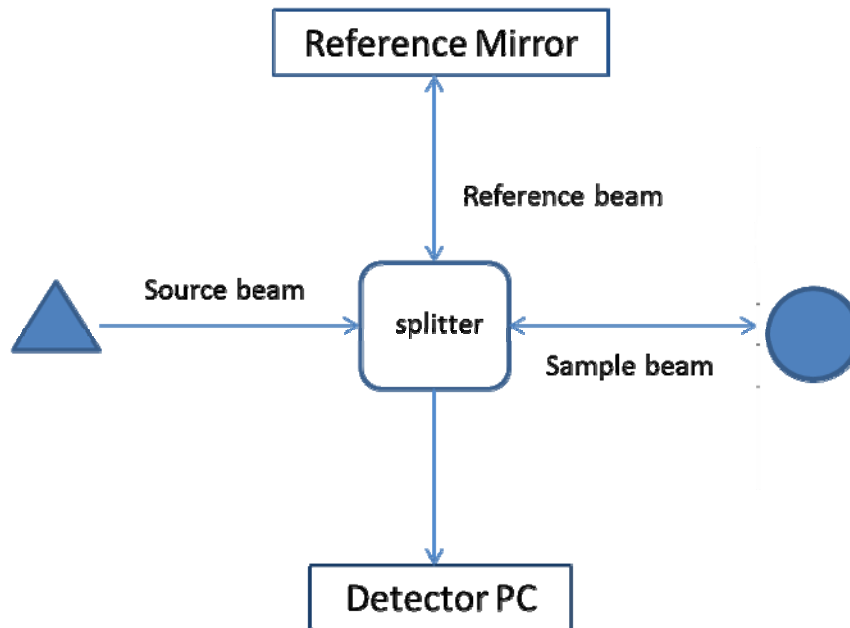 Reference Mirror
Reference beam
Source beam
splitter
Sample beam
Detector PC